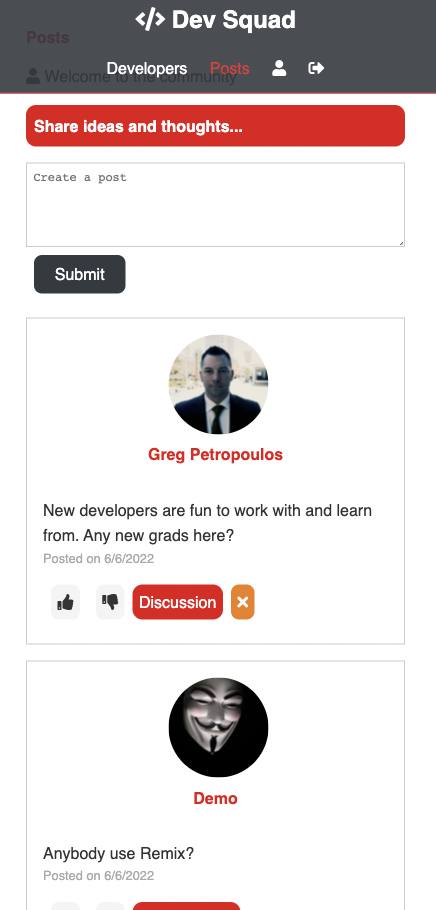 Dev Squad
Posts
Developers Posts
Welcome to the community
Share ideas and thoughts...
Create a post
Submit
Greg Petropoulos
New developers are fun to work with and learn
from. Any new grads here?
Posted on 6/6/2022
Discussion
Demo
Anybody use Remix?
Posted on 6/6/2022